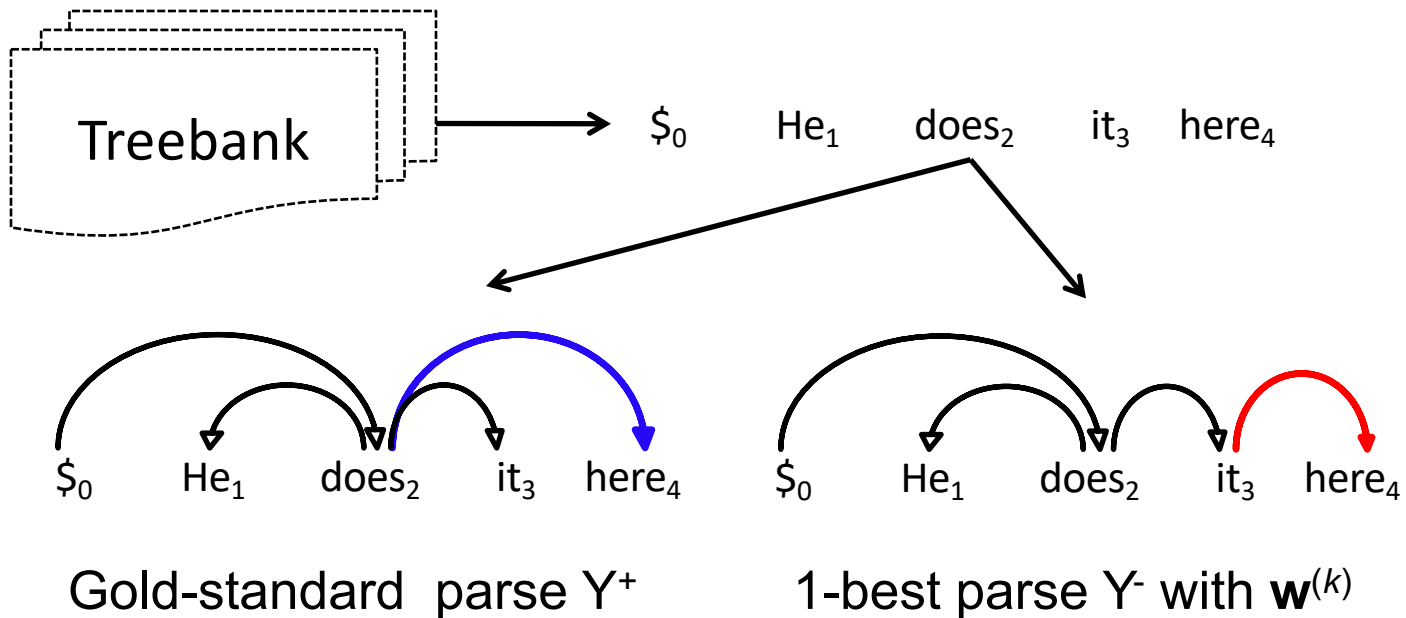 Treebank
$₀ He₁ does₂ it₃ here₄
$₀ He₁ does₂ it₃ here₄
$₀ He₁ does₂ it₃ here₄
Gold-standard parse Y⁺
1-best parse Y⁻ with w⁽ᵏ⁾